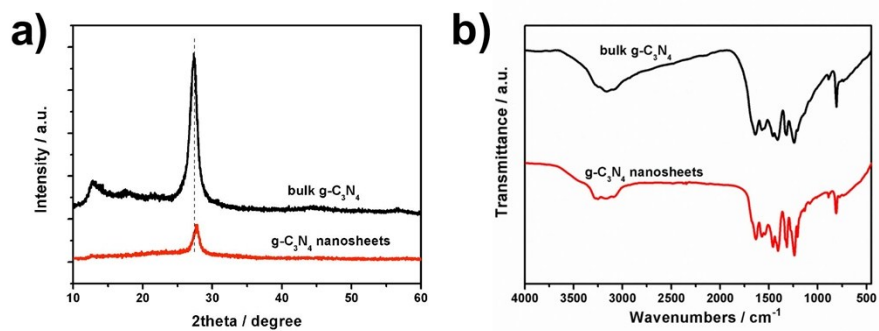 a)
Intensity / a.u.
bulk g-C₃N₄
g-C₃N₄ nanosheets
10 20 30 40 50 60
2theta / degree
b)
Transmittance / a.u.
bulk g-C₃N₄
g-C₃N₄ nanosheets
4000 3500 3000 2500 2000 1500 1000 500
Wavenumbers / cm⁻¹